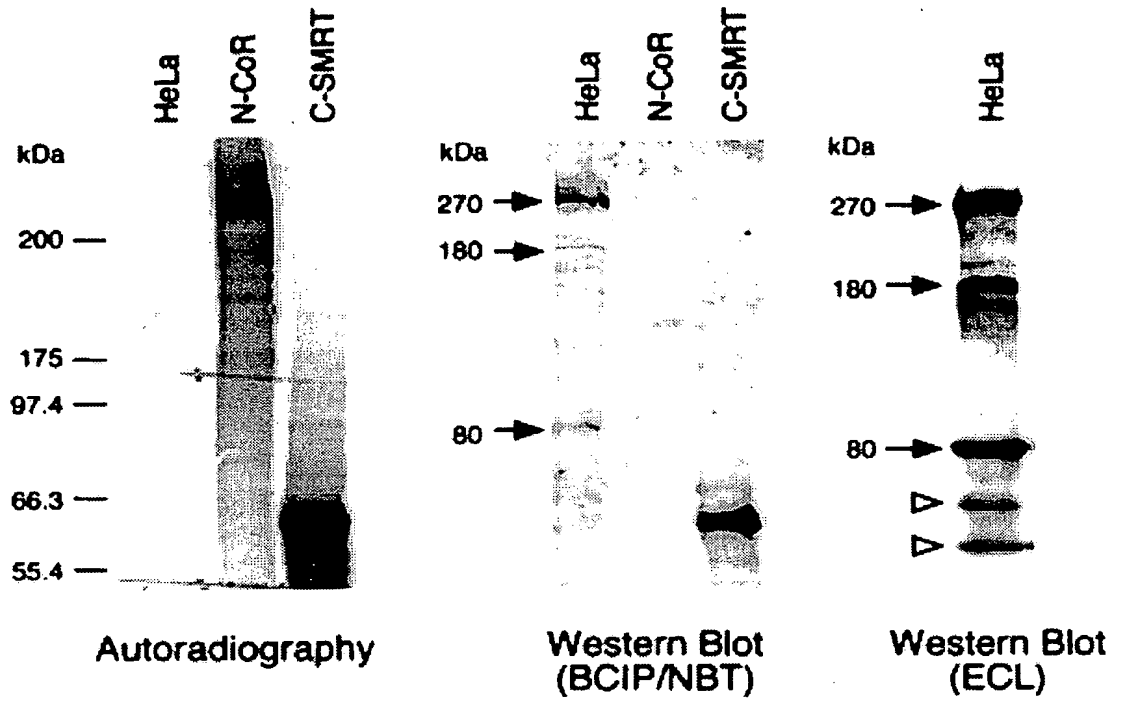 HeLa
N-CoR
C-SMRT
kDa
200
175
97.4
66.3
55.4
Autoradiography
HeLa
N-CoR
C-SMRT
kDa
270
180
80
Western Blot
(BCIP/NBT)
HeLa
kDa
270
180
80
Western Blot
(ECL)